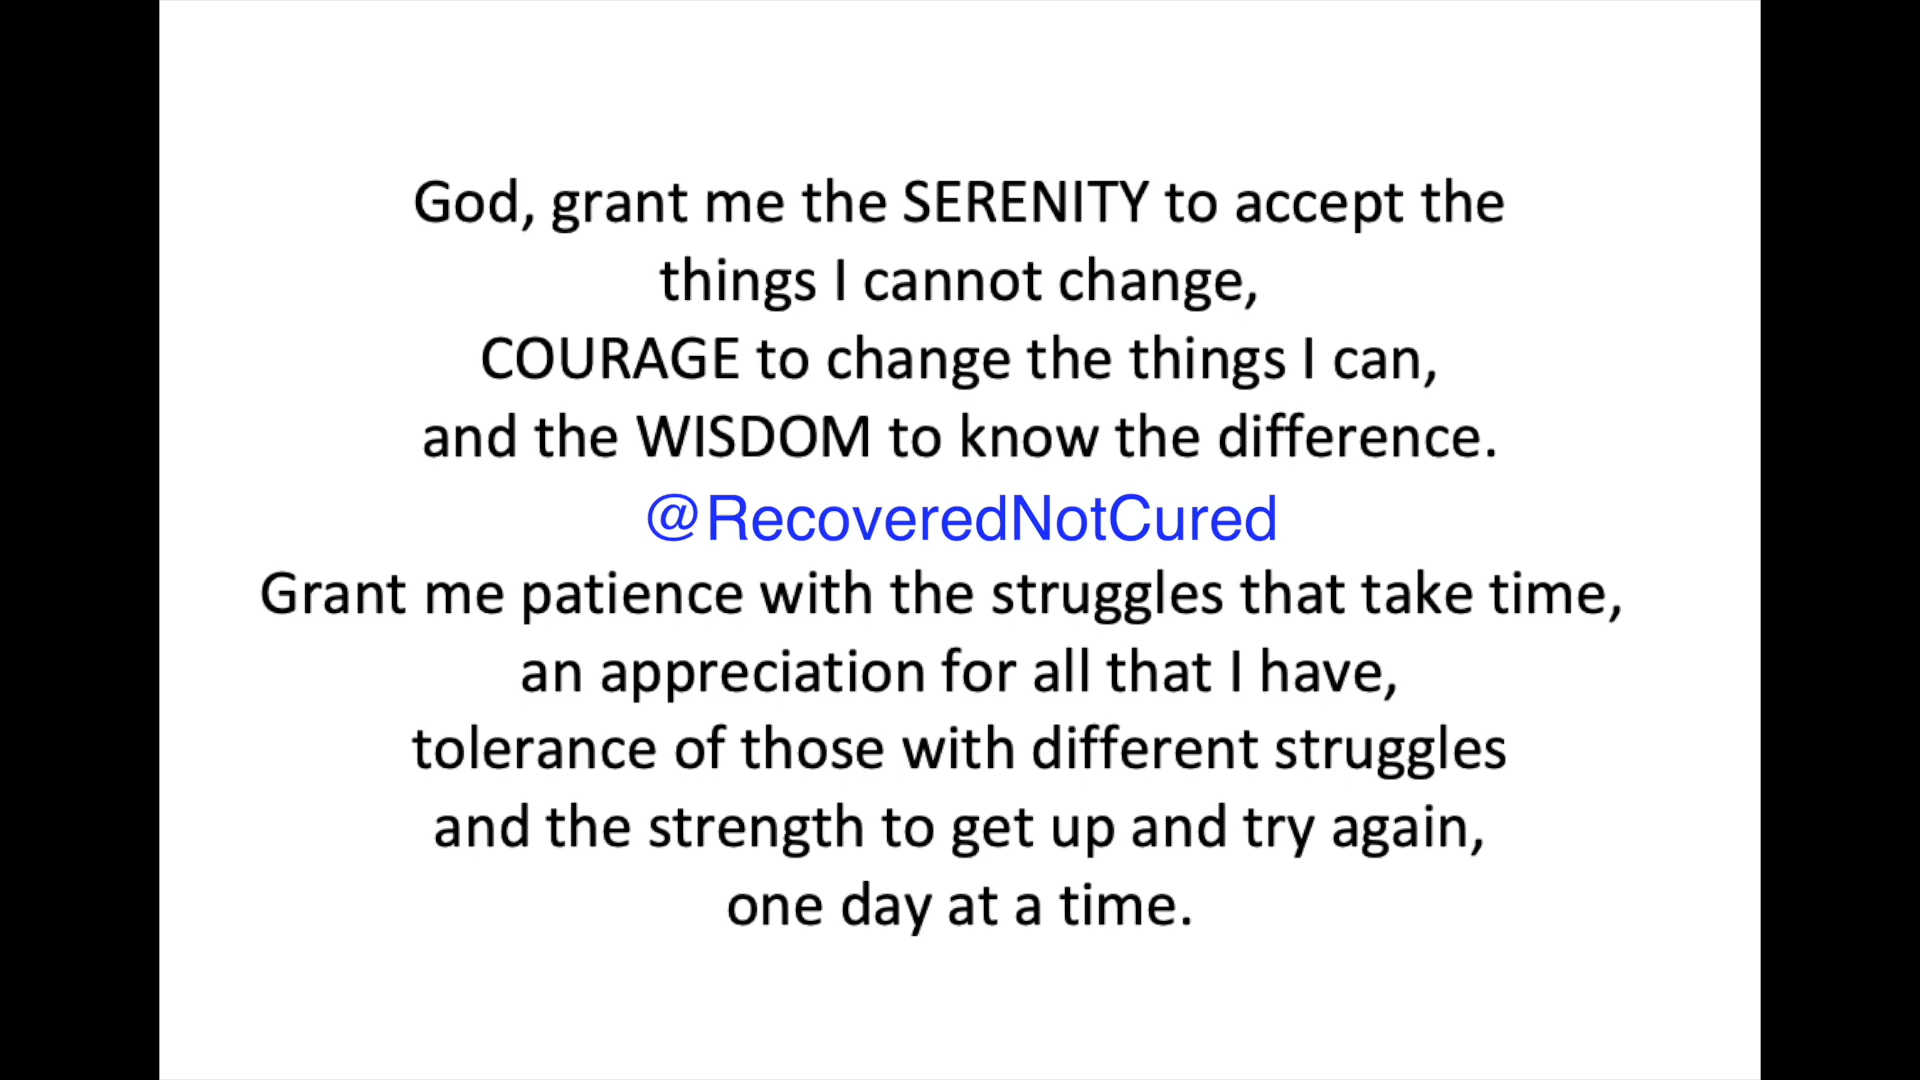 God, grant me the SERENITY to accept the
things I cannot change,
COURAGE to change the things I can,
and the WISDOM to know the difference.
@RecoveredNotCured
Grant me patience with the struggles that take time,
an appreciation for all that I have,
tolerance of those with different struggles
and the strength to get up and try again,
one day at a time.